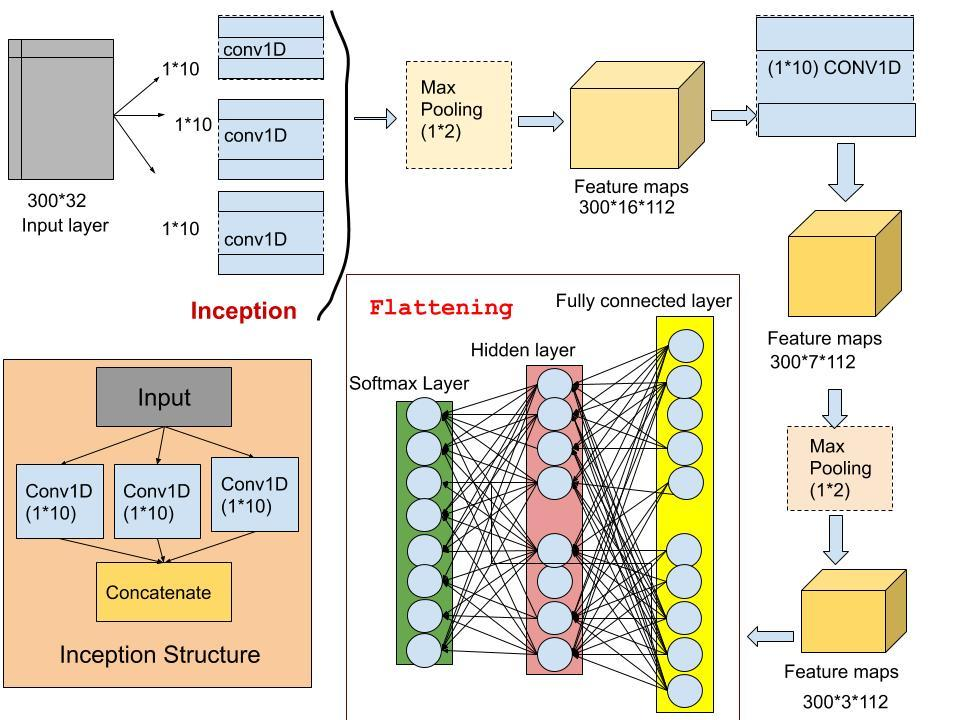 1*10
conv1D
1*10
conv1D
1*10
conv1D
300*32
Input layer
Inception
Max
Pooling
(1*2)
Feature maps
300*16*112
(1*10) CONV1D
Feature maps
300*7*112
Max
Pooling
(1*2)
Feature maps
300*3*112
Flattening
Fully connected layer
Hidden layer
Softmax Layer
Input
Conv1D
(1*10)
Conv1D
(1*10)
Conv1D
(1*10)
Concatenate
Inception Structure